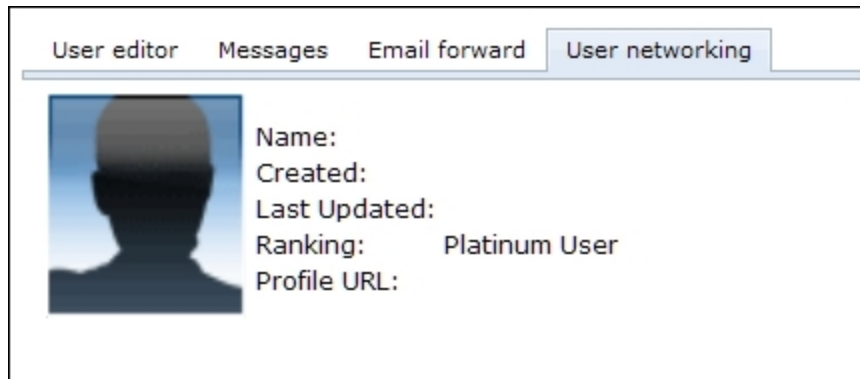 User editor Messages Email forward User networking
Name:
Created:
Last Updated:
Ranking: Platinum User
Profile URL: